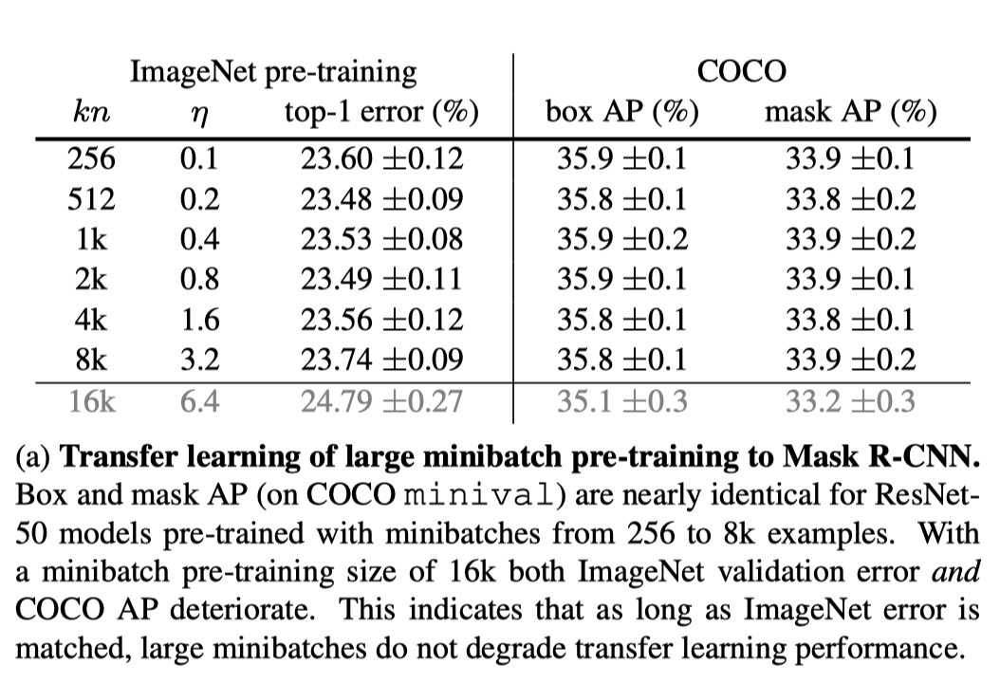 ImageNet pre-training COCO
kn η top-1 error (%) box AP (%) mask AP (%)
256 0.1 23.60 ±0.12 35.9 ±0.1 33.9 ±0.1
512 0.2 23.48 ±0.09 35.8 ±0.1 33.8 ±0.2
1k 0.4 23.53 ±0.08 35.9 ±0.2 33.9 ±0.2
2k 0.8 23.49 ±0.11 35.9 ±0.1 33.9 ±0.1
4k 1.6 23.56 ±0.12 35.8 ±0.1 33.8 ±0.1
8k 3.2 23.74 ±0.09 35.8 ±0.1 33.9 ±0.2
16k 6.4 24.79 ±0.27 35.1 ±0.3 33.2 ±0.3
(a) Transfer learning of large minibatch pre-training to Mask R-CNN.
Box and mask AP (on COCO minival) are nearly identical for ResNet-
50 models pre-trained with minibatches from 256 to 8k examples. With
a minibatch pre-training size of 16k both ImageNet validation error and
COCO AP deteriorate. This indicates that as long as ImageNet error is
matched, large minibatches do not degrade transfer learning performance.